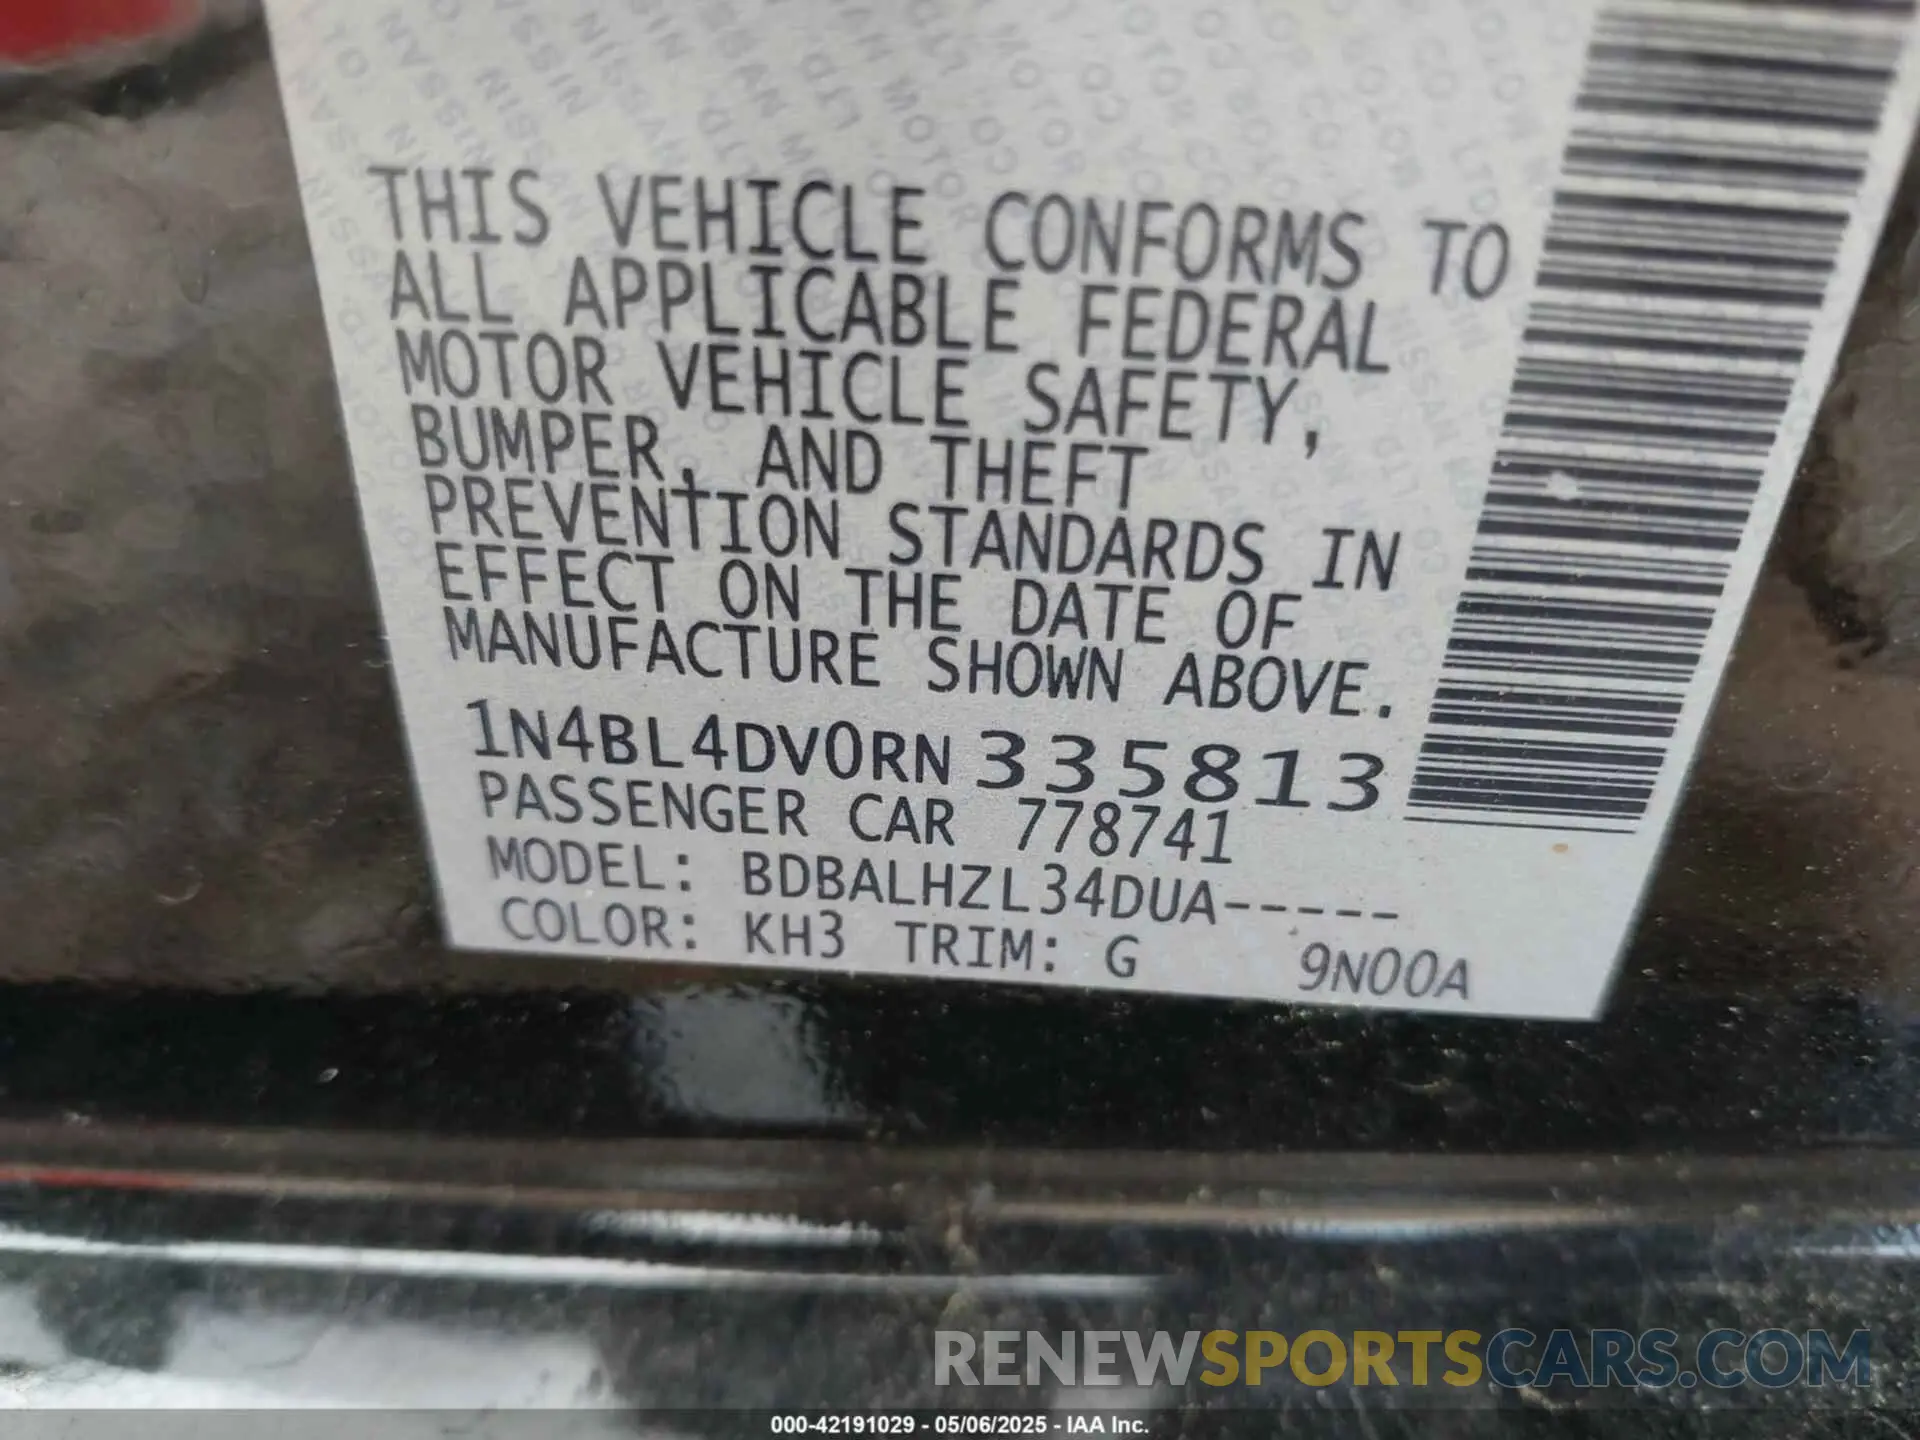 THIS VEHICLE CONFORMS TO
ALL APPLICABLE FEDERAL
MOTOR VEHICLE SAFETY,
BUMPER, AND THEFT
PREVENTION STANDARDS IN
EFFECT ON THE DATE OF
MANUFACTURE SHOWN ABOVE.
1N4BL4DV0RN335813
PASSENGER CAR 778741
MODEL: BDBALHZL34DUA-----
COLOR: KH3 TRIM: G 9N00A
RENEWSPORTSCARS.COM
000-42191029 - 05/06/2025 - IAA Inc.